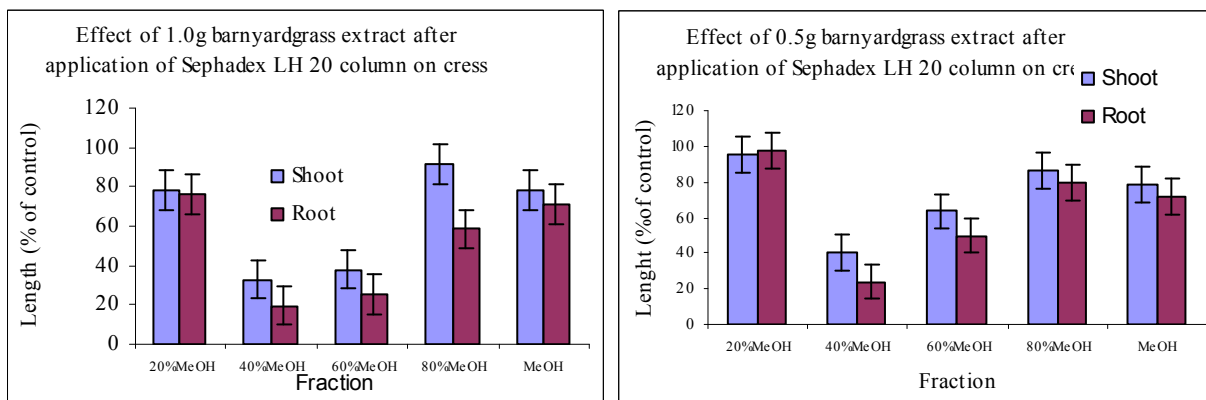 Effect of 1.0g barnyardgrass extract after
application of Sephadex LH 20 column on cress
Length (% of control)
120
100
80
60
40
20
0
Shoot
Root
20%MeOH 40%MeOH 60%MeOH 80%MeOH MeOH
Fraction
Effect of 0.5g barnyardgrass extract after
application of Sephadex LH 20 column on cre
Shoot
Root
Lenght (%of control)
120
100
80
60
40
20
0
20%MeOH 40%MeOH 60%MeOH 80%MeOH MeOH
Fraction